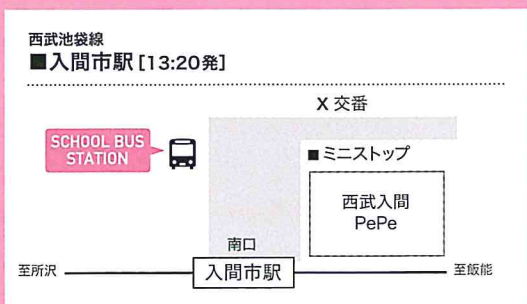 西武池袋線
■入間市駅[13:20発]
X 交番
SCHOOL BUS
STATION
■ミニストップ
西武入間
PePe
南口
至所沢
入間市駅
至飯能